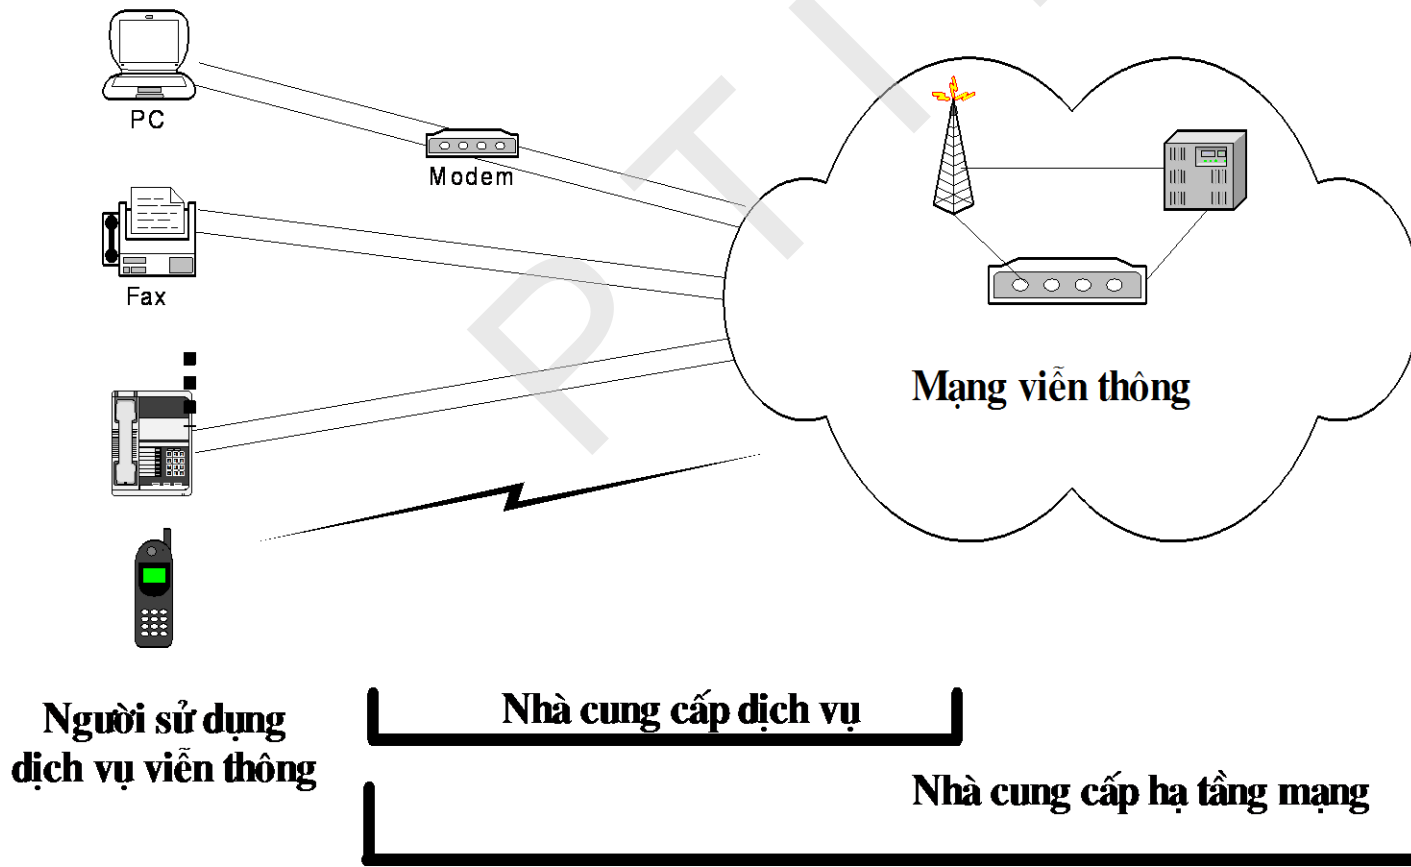 PTI
PC
Modem
Fax
Mạng viễn thông
Người sử dụng
dịch vụ viễn thông
Nhà cung cấp dịch vụ
Nhà cung cấp hạ tầng mạng